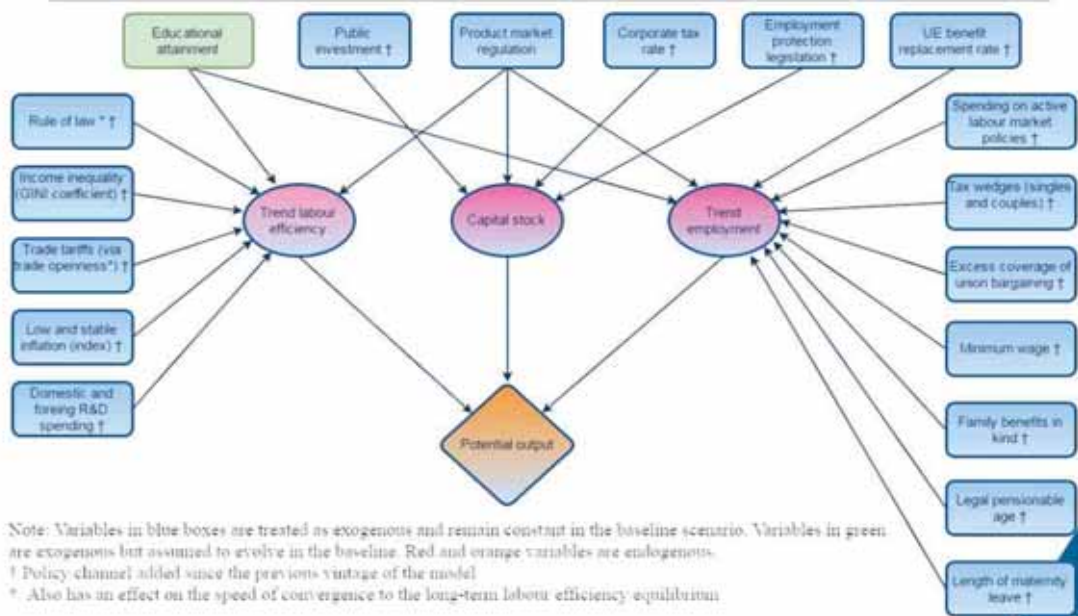 Educational
attainment
Public
investment †
Product market
regulation
Corporate tax
rate †
Employment
protection
legislation †
UE benefit
replacement rate †
Rule of law * †
Income inequality
(GINI coefficient) †
Trade tariffs (via
trade openness*) †
Low and stable
inflation (index) †
Domestic and
foreing R&D
spending †
Trend labour
efficiency
Capital stock
Trend
employment
Spending on active
labour market
policies †
Tax wedges (singles
and couples) †
Excess coverage of
union bargaining †
Minimum wage †
Family benefits in
kind †
Legal pensionable
age †
Length of maternity
leave †
Potential output
Note: Variables in blue boxes are treated as exogenous and remain constant in the baseline scenario. Variables in green
are exogenous but assumed to evolve in the baseline. Red and orange variables are endogenous.
† Policy channel added since the previous vintage of the model
*. Also has an effect on the speed of convergence to the long-term labour efficiency equilibrium